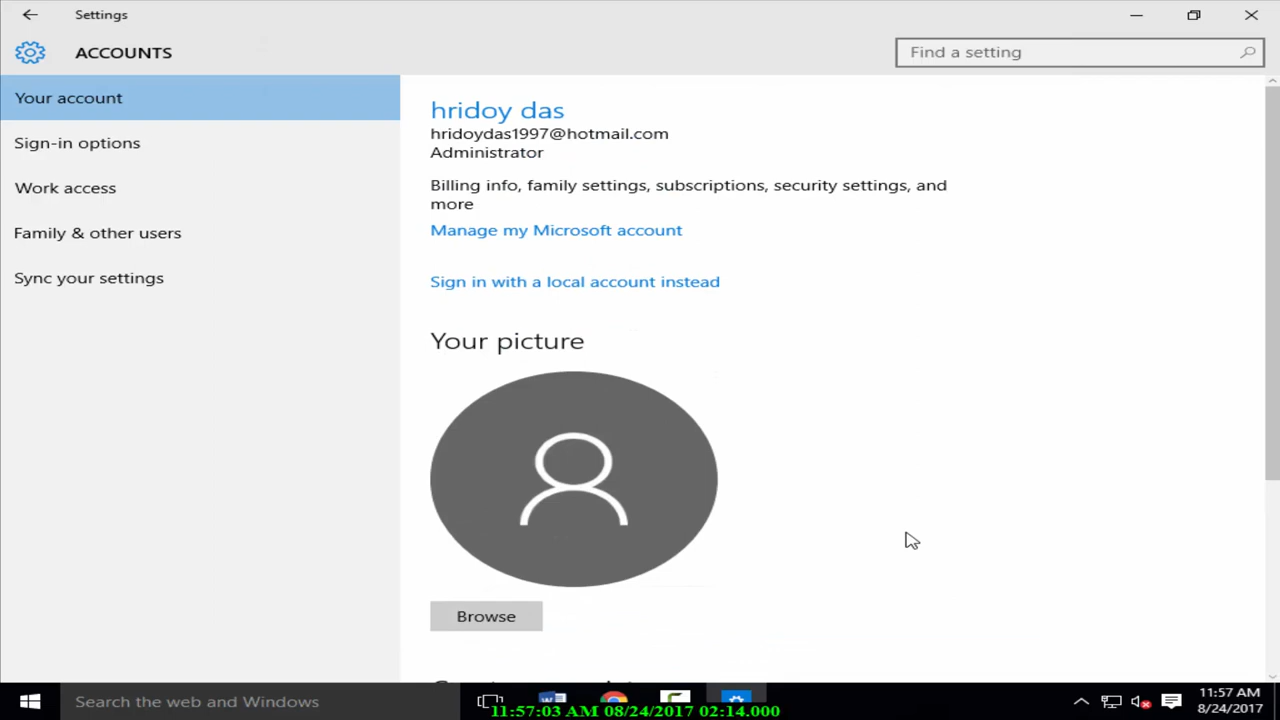 Settings
ACCOUNTS
Find a setting
Your account
Sign-in options
Work access
Family & other users
Sync your settings
hridoy das
hridoydas1997@hotmail.com
Administrator
Billing info, family settings, subscriptions, security settings, and
more
Manage my Microsoft account
Sign in with a local account instead
Your picture
Browse
Search the web and Windows
11:57:03 AM 08/24/2017 02:14.000
11:57 AM
8/24/2017